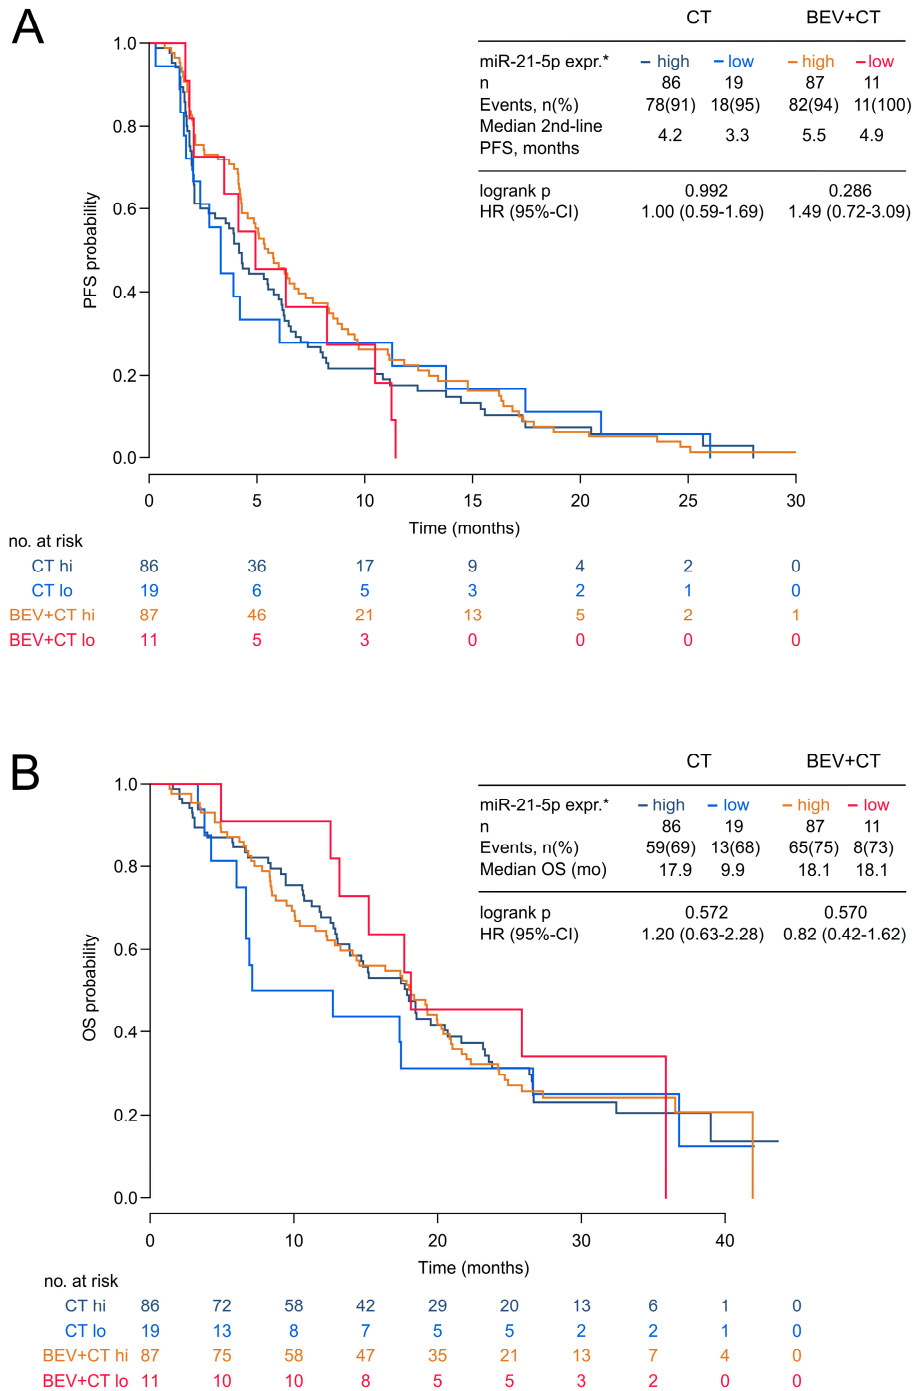 A
CT BEV+CT
miR-21-5p expr.* – high – low – high – low
n 86 19 87 11
Events, n(%) 78(91) 18(95) 82(94) 11(100)
Median 2nd-line
PFS, months 4.2 3.3 5.5 4.9
logrank p 0.992 0.286
HR (95%-CI) 1.00 (0.59-1.69) 1.49 (0.72-3.09)
PFS probability
1.0
0.8
0.6
0.4
0.2
0.0
0 5 10 15 20 25 30
Time (months)
no. at risk
CT hi 86 36 17 9 4 2 0
CT lo 19 6 5 3 2 1 0
BEV+CT hi 87 46 21 13 5 2 1
BEV+CT lo 11 5 3 0 0 0 0
B
CT BEV+CT
miR-21-5p expr.* – high – low – high – low
n 86 19 87 11
Events, n(%) 59(69) 13(68) 65(75) 8(73)
Median OS (mo) 17.9 9.9 18.1 18.1
logrank p 0.572 0.570
HR (95%-CI) 1.20 (0.63-2.28) 0.82 (0.42-1.62)
OS probability
1.0
0.8
0.6
0.4
0.2
0.0
0 10 20 30 40
Time (months)
no. at risk
CT hi 86 72 58 42 29 20 13 6 1 0
CT lo 19 13 8 7 5 5 2 2 1 0
BEV+CT hi 87 75 58 47 35 21 13 7 4 0
BEV+CT lo 11 10 10 8 5 5 3 2 0 0